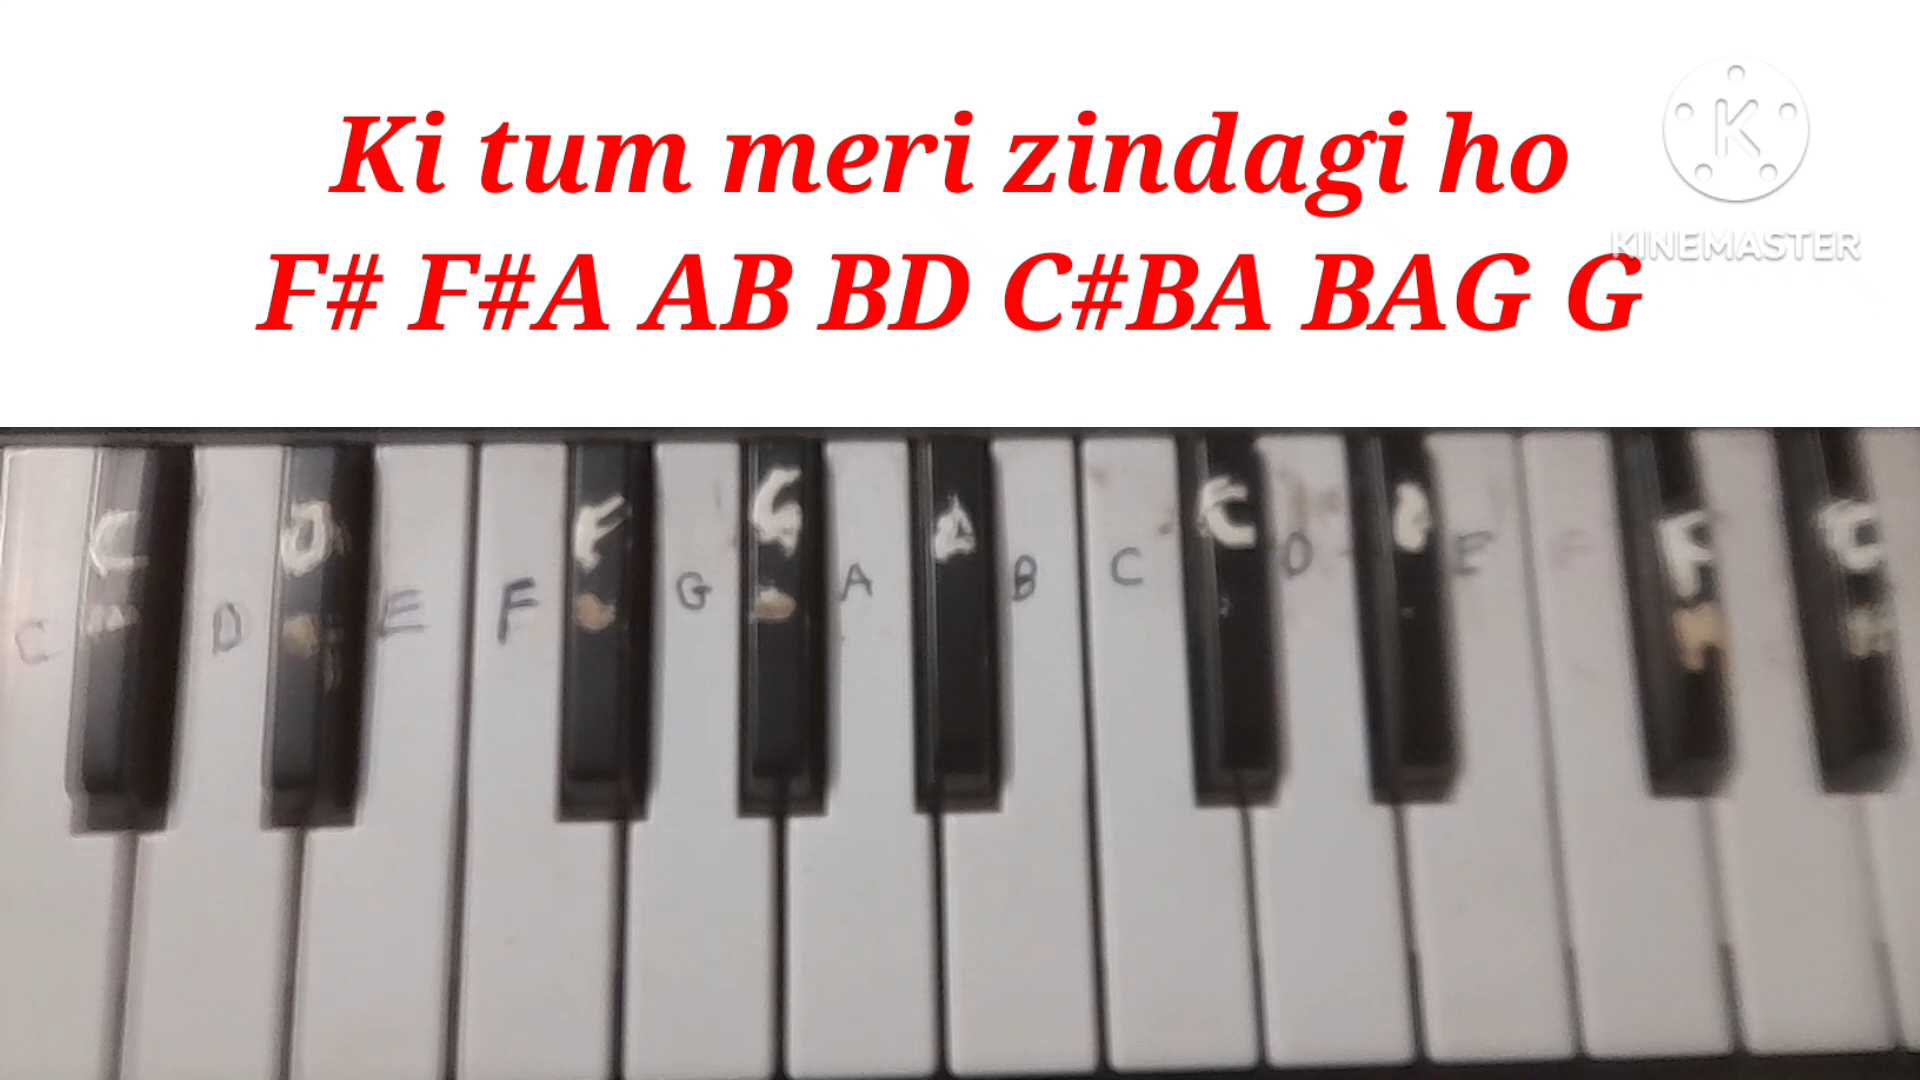 Ki tum meri zindagi ho
F# F#A AB BD C#BA BAG G
K
KINEMASTER
C D F G A C D F G
C D E F G A B C D E F